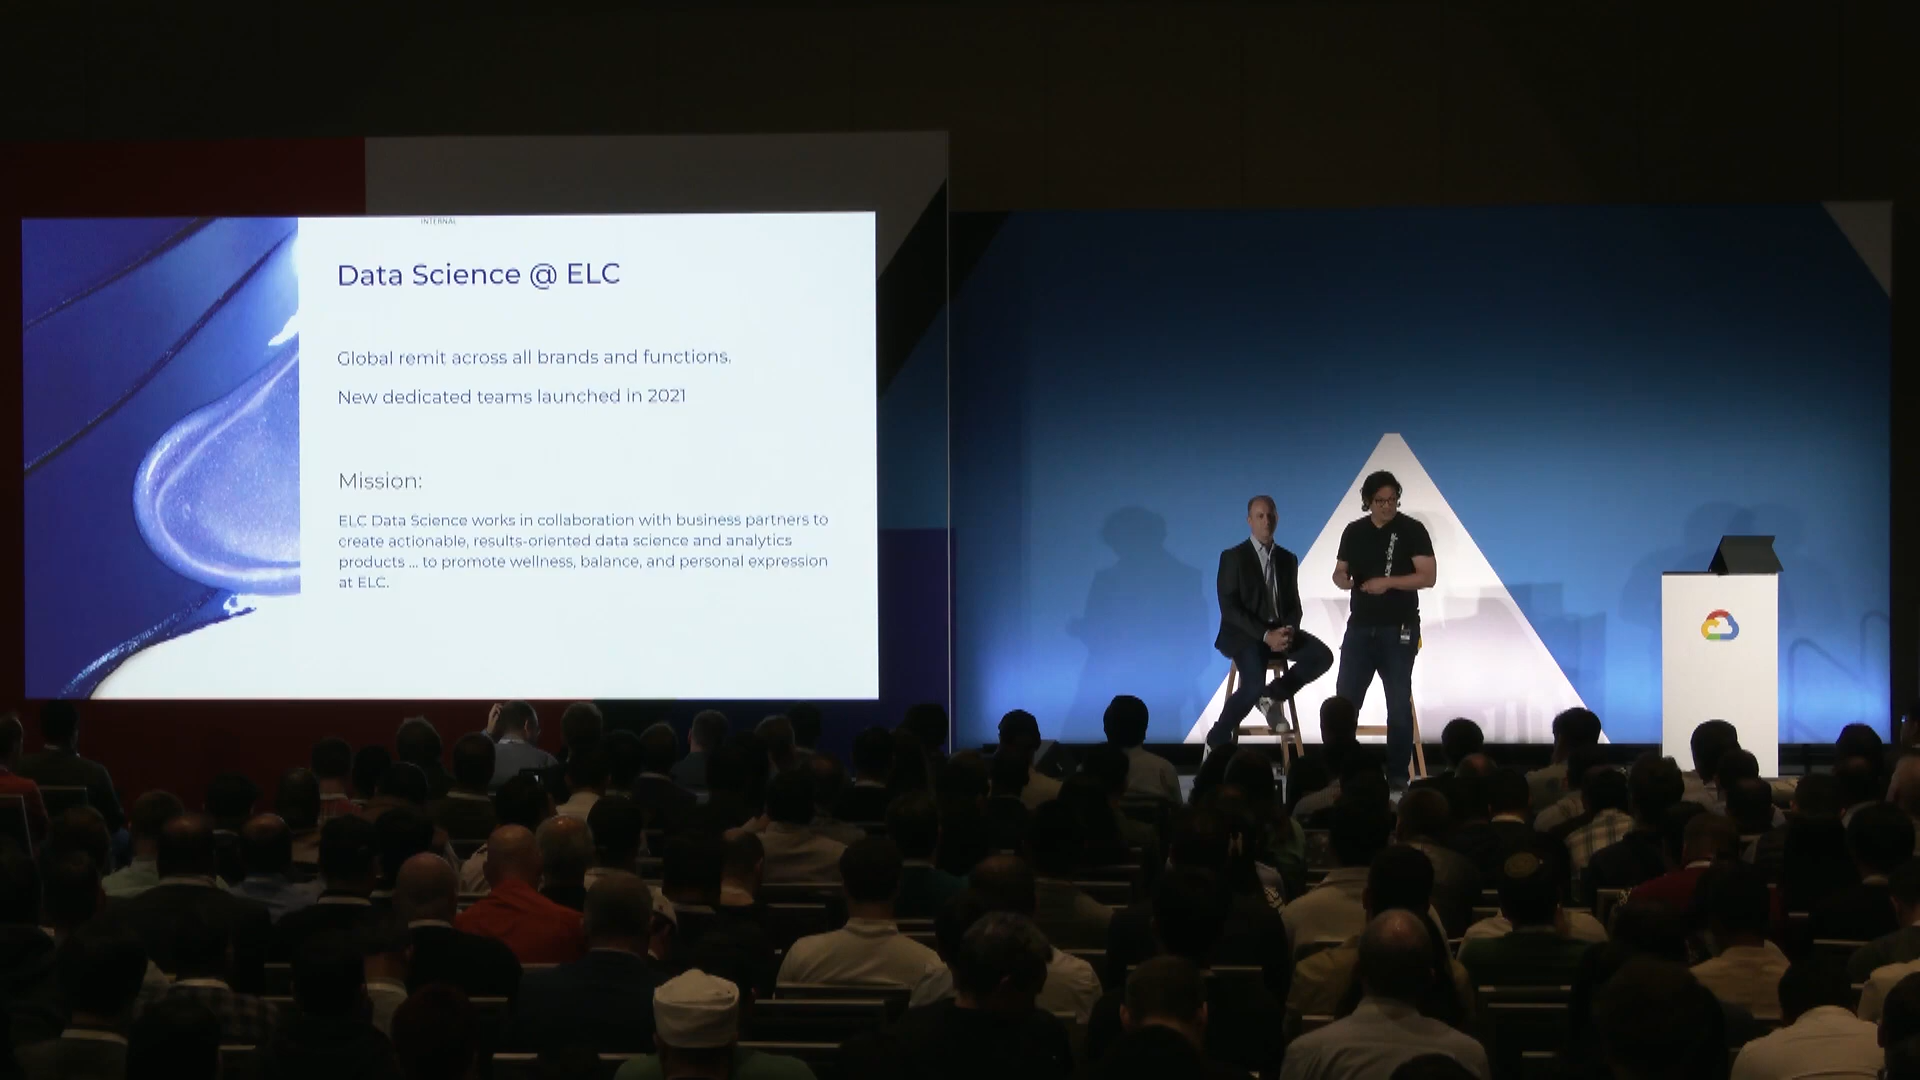 INTERNAL
Data Science @ ELC
Global remit across all brands and functions.
New dedicated teams launched in 2021
Mission:
ELC Data Science works in collaboration with business partners to
create actionable, results-oriented data science and analytics
products ... to promote wellness, balance, and personal expression
at ELC.